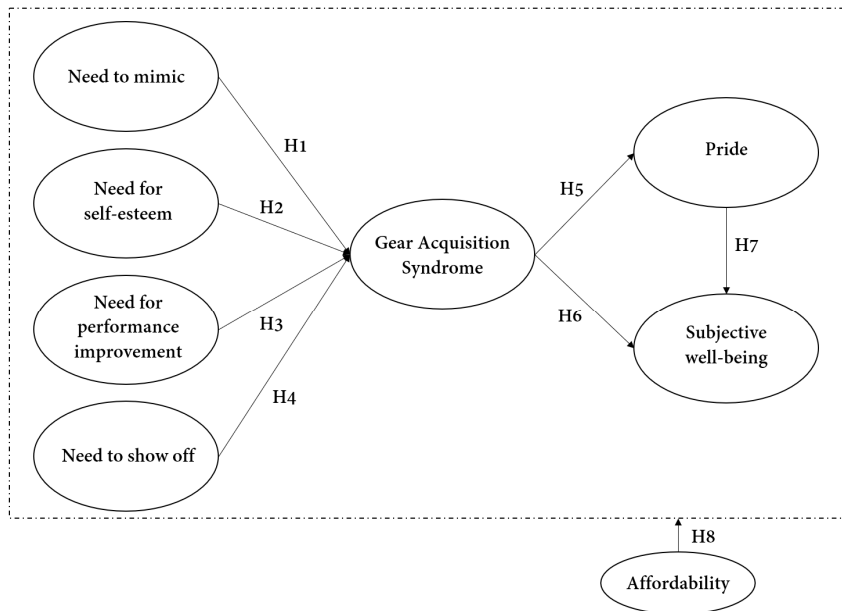 Need to mimic
H1
Need for
self-esteem
H2
Gear Acquisition
Syndrome
Need for
performance
improvement
H3
Need to show off
H4
H5
Pride
H7
H6
Subjective
well-being
H8
Affordability